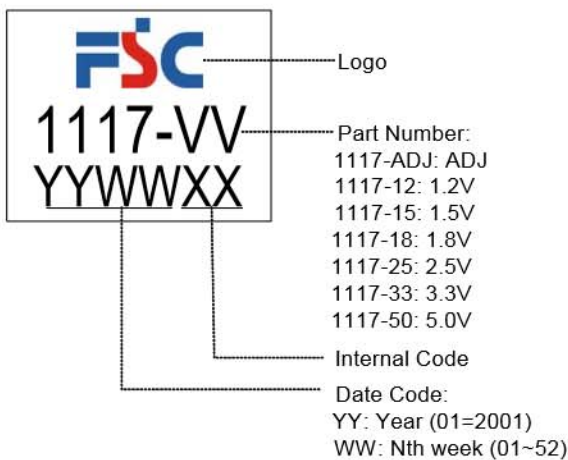 FSC
Logo
1117-VV
Part Number:
1117-ADJ: ADJ
1117-12: 1.2V
1117-15: 1.5V
1117-18: 1.8V
1117-25: 2.5V
1117-33: 3.3V
1117-50: 5.0V
YYWWXX
Internal Code
Date Code:
YY: Year (01=2001)
WW: Nth week (01~52)